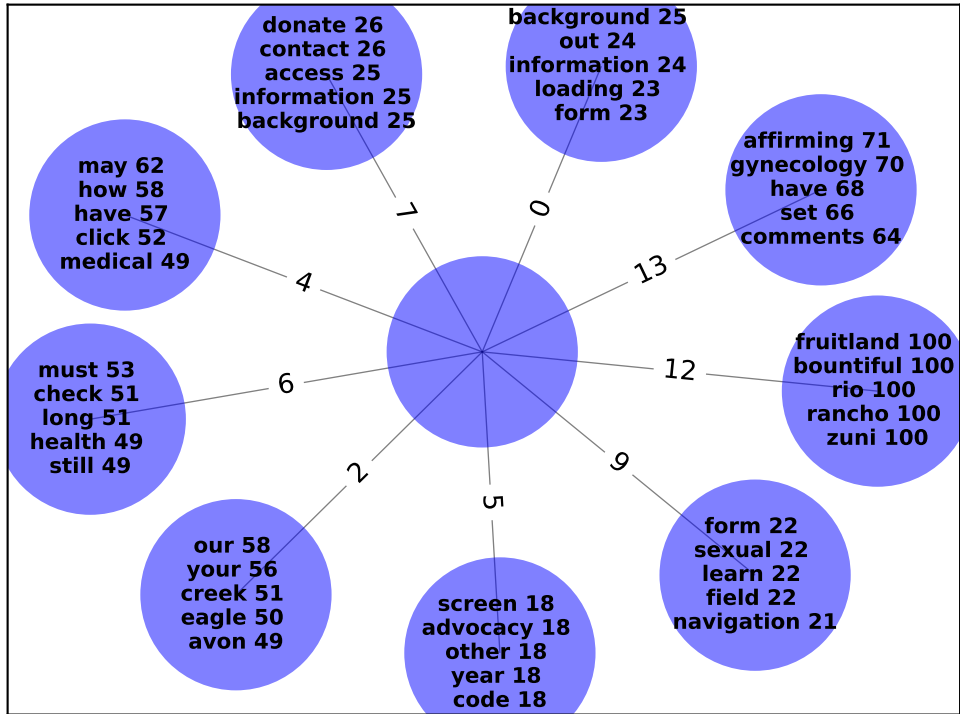 donate 26
contact 26
access 25
information 25
background 25
background 25
out 24
information 24
loading 23
form 23
affirming 71
gynecology 70
have 68
set 66
comments 64
may 62
how 58
have 57
click 52
medical 49
7
0
13
4
fruitland 100
bountiful 100
rio 100
rancho 100
zuni 100
must 53
check 51
long 51
health 49
still 49
6
12
2
5
9
our 58
your 56
creek 51
eagle 50
avon 49
form 22
sexual 22
learn 22
field 22
navigation 21
screen 18
advocacy 18
other 18
year 18
code 18